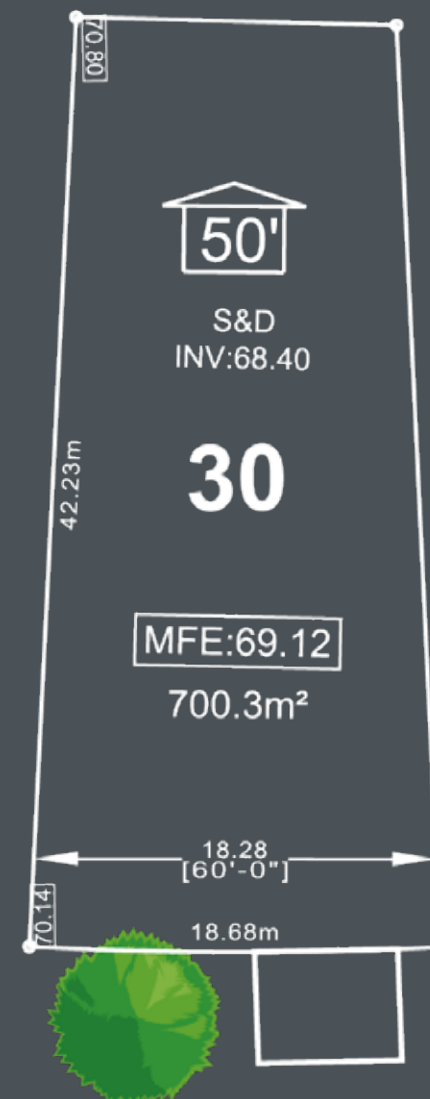 70.80
50'
S&D
INV:68.40
42.23m
30
MFE:69.12
700.3m²
18.28
[60'-0"]
70.14
18.68m